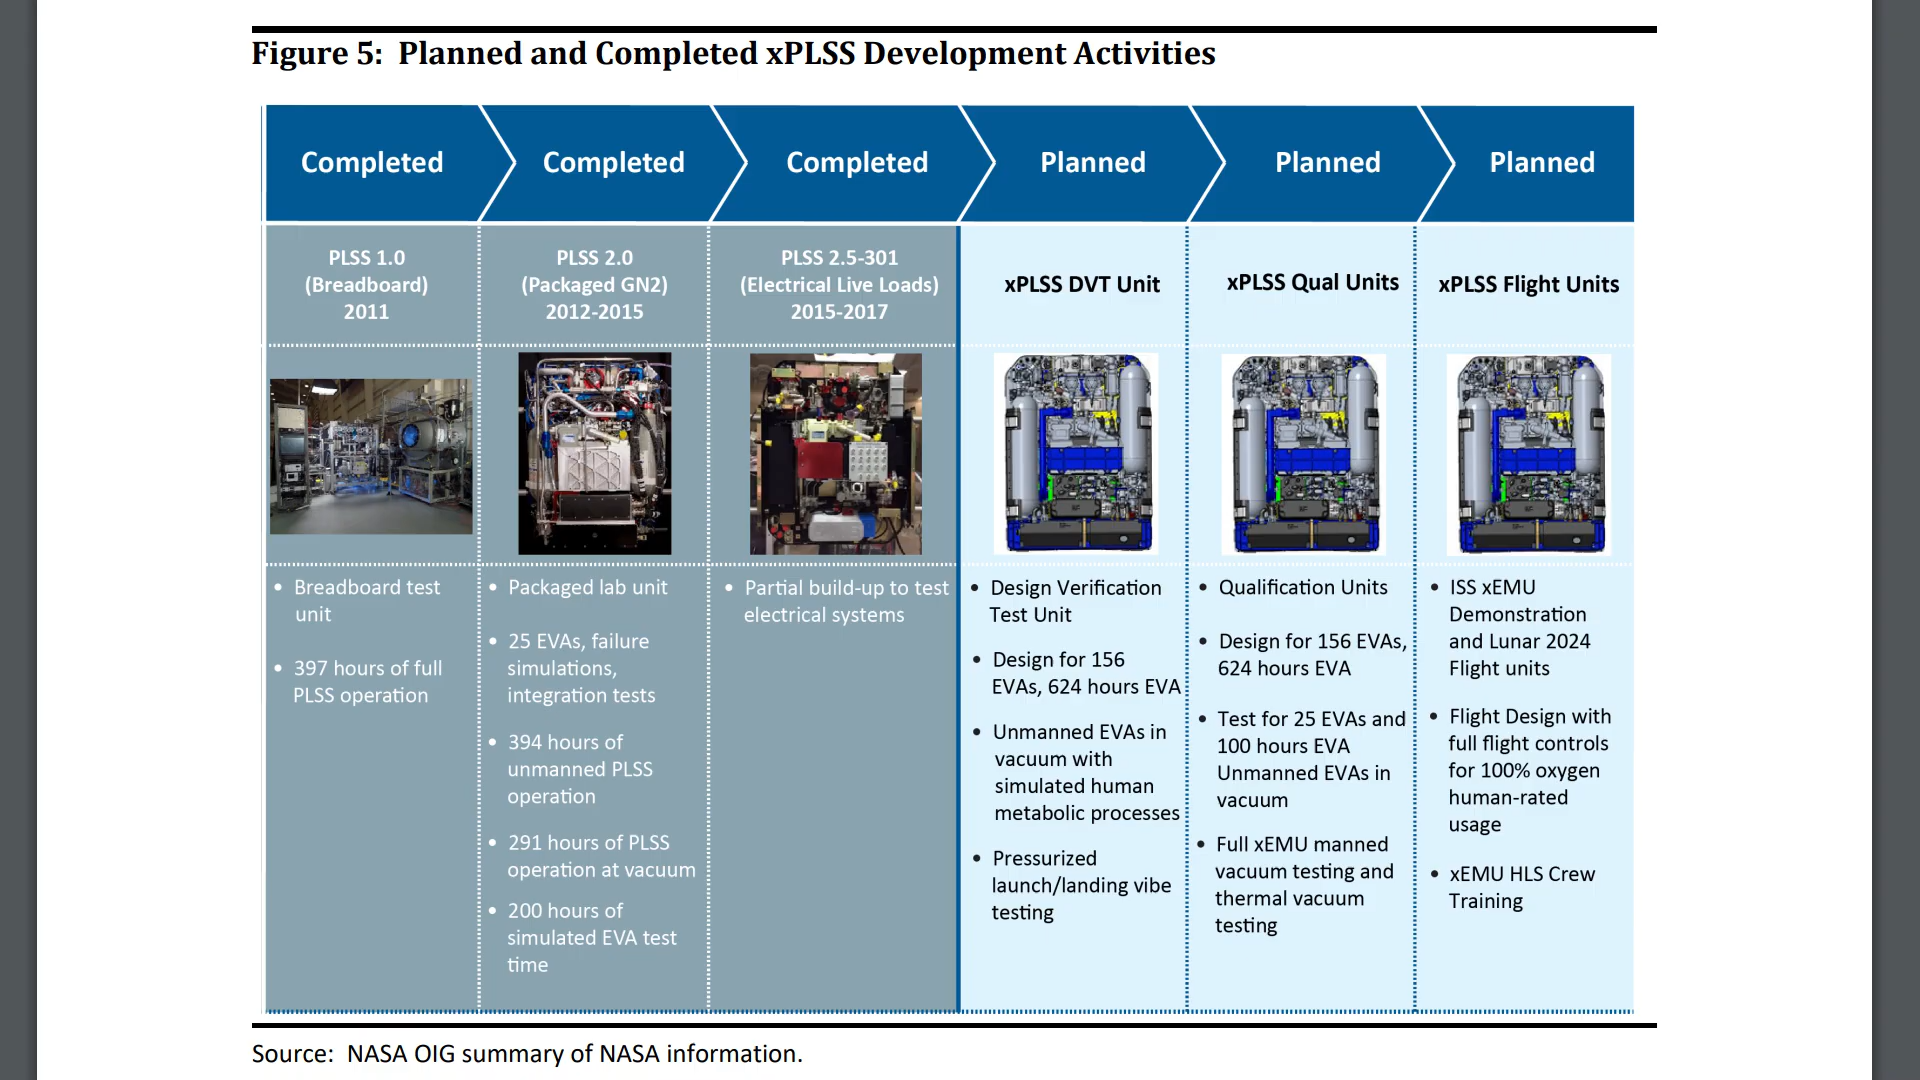 Figure 5:  Planned and Completed xPLSS Development Activities
Completed
Completed
Completed
Planned
Planned
Planned
PLSS 1.0
(Breadboard)
2011
PLSS 2.0
(Packaged GN2)
2012-2015
PLSS 2.5-301
(Electrical Live Loads)
2015-2017
xPLSS DVT Unit
xPLSS Qual Units
xPLSS Flight Units
• Breadboard test
unit
• 397 hours of full
PLSS operation
• Packaged lab unit
• 25 EVAs, failure
simulations,
integration tests
• 394 hours of
unmanned PLSS
operation
• 291 hours of PLSS
operation at vacuum
• 200 hours of
simulated EVA test
time
• Partial build-up to test
electrical systems
• Design Verification
Test Unit
• Design for 156
EVAs, 624 hours EVA
• Unmanned EVAs in
vacuum with
simulated human
metabolic processes
• Pressurized
launch/landing vibe
testing
• Qualification Units
• Design for 156 EVAs,
624 hours EVA
• Test for 25 EVAs and
100 hours EVA
Unmanned EVAs in
vacuum
• Full xEMU manned
vacuum testing and
thermal vacuum
testing
• ISS xEMU
Demonstration
and Lunar 2024
Flight units
• Flight Design with
full flight controls
for 100% oxygen
human-rated
usage
• xEMU HLS Crew
Training
Source:  NASA OIG summary of NASA information.